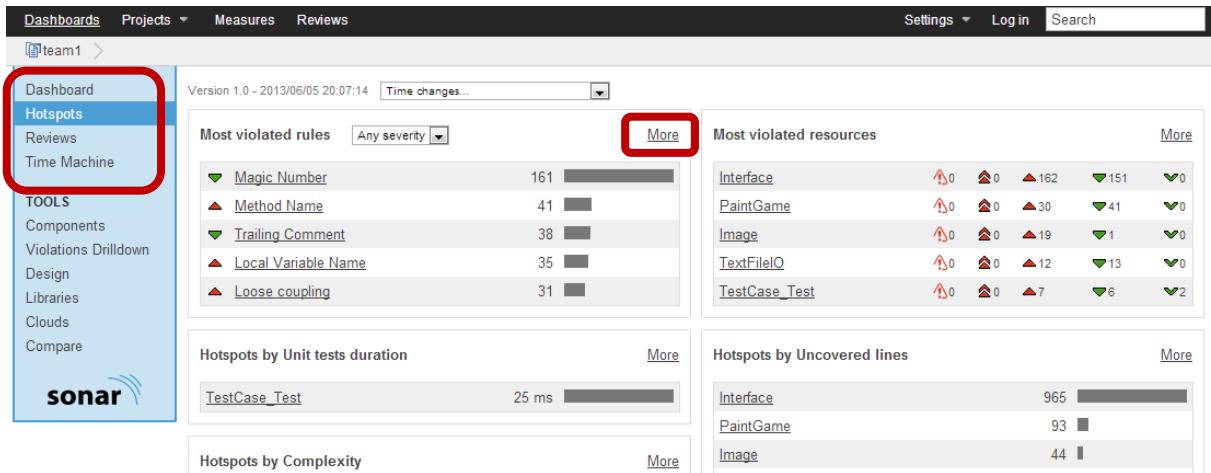 Dashboards Projects Measures Reviews Settings Log in Search
team1
Dashboard
Hotspots
Reviews
Time Machine
TOOLS
Components
Violations Drilldown
Design
Libraries
Clouds
Compare
sonar
Version 1.0 - 2013/06/05 20:07:14 Time changes...
Most violated rules Any severity More
Magic Number 161
Method Name 41
Trailing Comment 38
Local Variable Name 35
Loose coupling 31
Most violated resources More
Interface 0 0 162 151 0
PaintGame 0 0 30 41 0
Image 0 0 19 1 0
TextFileIO 0 0 12 13 0
TestCase_Test 0 0 7 6 2
Hotspots by Unit tests duration More
TestCase_Test 25 ms
Hotspots by Uncovered lines More
Interface 965
PaintGame 93
Image 44
Hotspots by Complexity More